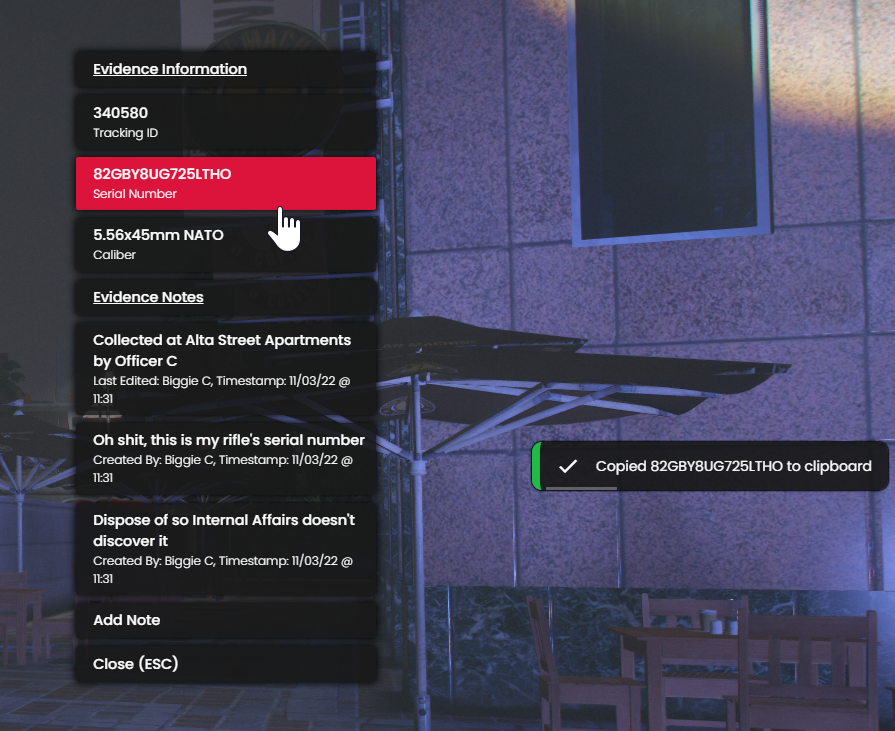 Evidence Information
340580
Tracking ID
82GBY8UG725LTHO
Serial Number
5.56x45mm NATO
Caliber
Evidence Notes
Collected at Alta Street Apartments
by Officer C
Last Edited: Biggie C, Timestamp: 11/03/22 @
11:31
Oh shit, this is my rifle's serial number
Created By: Biggie C, Timestamp: 11/03/22 @
11:31
Dispose of so Internal Affairs doesn't
discover it
Created By: Biggie C, Timestamp: 11/03/22 @
11:31
Add Note
Close (ESC)
Copied 82GBY8UG725LTHO to clipboard